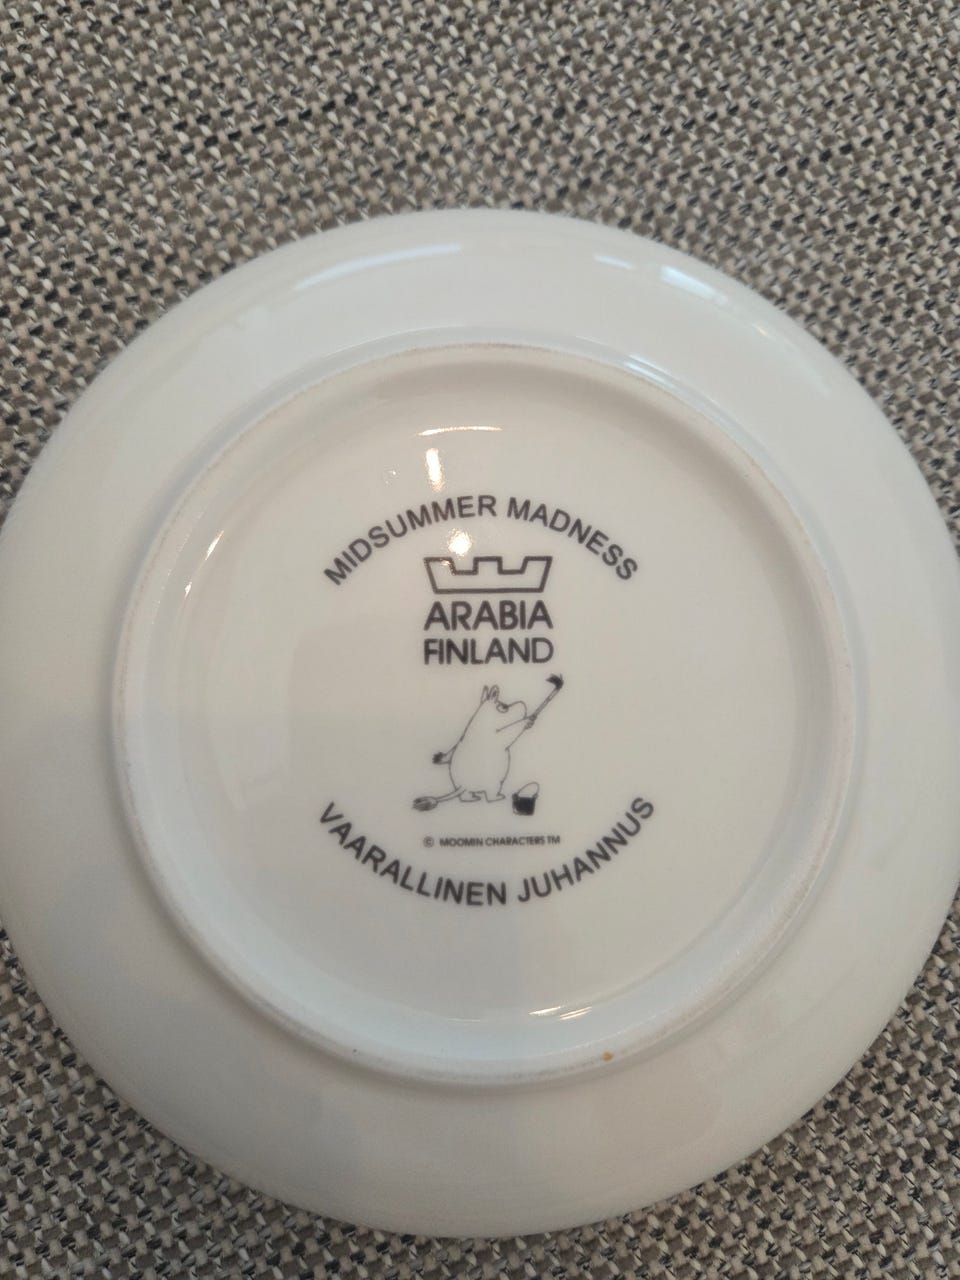 MIDSUMMER MADNESS
ARABIA
FINLAND
© MOOMIN CHARACTERS TM
VAARALLINEN JUHANNUS